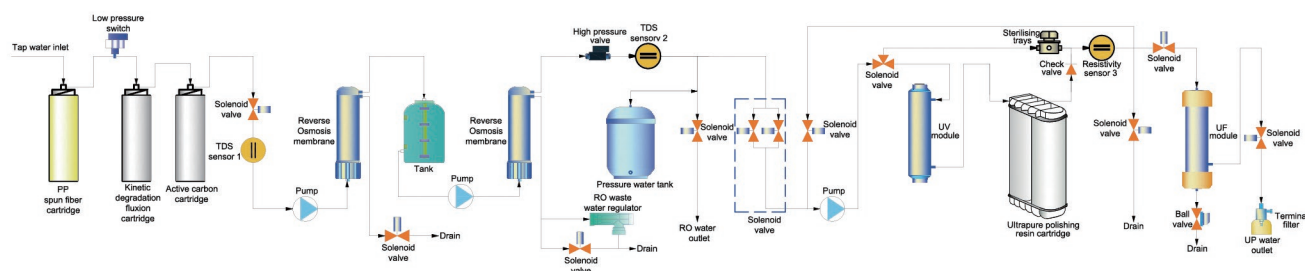 Tap water inlet
Low pressure
switch
PP
spun fiber
cartridge
Kinetic
degradation
fluxion cartridge
Active carbon
cartridge
Solenoid
valve
TDS
sensor 1
Pump
Reverse
Osmosis
membrane
Solenoid
valve
Drain
Tank
Pump
Reverse
Osmosis
membrane
RO waste
water regulator
Solenoid
valve
Drain
High pressure
valve
TDS
sensorv 2
Pressure water tank
Solenoid
valve
RO water
outlet
Solenoid
valve
Solenoid
valve
Pump
Solenoid
valve
UV
module
Sterilising
trays
Check
valve
Resistivity
sensor 3
Ultrapure polishing
resin cartridge
Solenoid
valve
Solenoid
valve
Drain
UF
module
Ball
valve
Drain
Solenoid
valve
Termina
filter
UP water
outlet